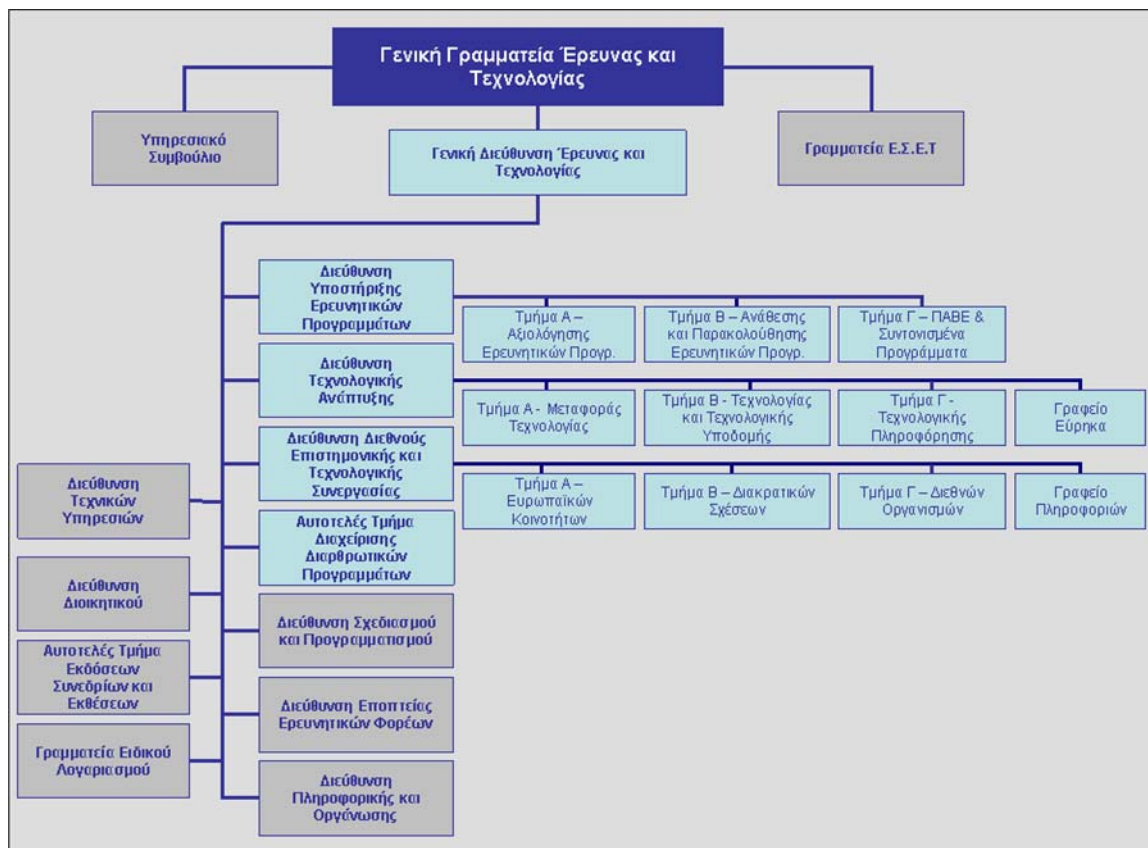 Γενική Γραμματεία Έρευνας και
Τεχνολογίας
Υπηρεσιακό
Συμβούλιο
Γενική Διεύθυνση Έρευνας και
Τεχνολογίας
Γραμματεία Ε.Σ.Ε.Τ
Διεύθυνση
Υποστήριξης
Ερευνητικών
Προγραμμάτων
Τμήμα Α –
Αξιολόγησης
Ερευνητικών Προγρ.
Τμήμα Β – Ανάθεσης
και Παρακολούθησης
Ερευνητικών Προγρ.
Τμήμα Γ – ΠΑΒΕ &
Συντονισμένα
Προγράμματα
Διεύθυνση
Τεχνολογικής
Ανάπτυξης
Τμήμα Α - Μεταφοράς
Τεχνολογίας
Τμήμα Β - Τεχνολογίας
και Τεχνολογικής
Υποδομής
Τμήμα Γ -
Τεχνολογικής
Πληροφόρησης
Γραφείο
Εύρηκα
Διεύθυνση Διεθνούς
Επιστημονικής και
Τεχνολογικής
Συνεργασίας
Τμήμα Α –
Ευρωπαϊκών
Κοινοτήτων
Τμήμα Β – Διακρατικών
Σχέσεων
Τμήμα Γ – Διεθνών
Οργανισμών
Γραφείο
Πληροφοριών
Διεύθυνση
Τεχνικών
Υπηρεσιών
Αυτοτελές Τμήμα
Διαχείρισης
Διαρθρωτικών
Προγραμμάτων
Διεύθυνση
Διοικητικού
Διεύθυνση Σχεδιασμού
και Προγραμματισμού
Αυτοτελές Τμήμα
Εκδόσεων
Συνεδρίων και
Εκθέσεων
Διεύθυνση Εποπτείας
Ερευνητικών Φορέων
Γραμματεία Ειδικού
Λογαριασμού
Διεύθυνση
Πληροφορικής και
Οργάνωσης